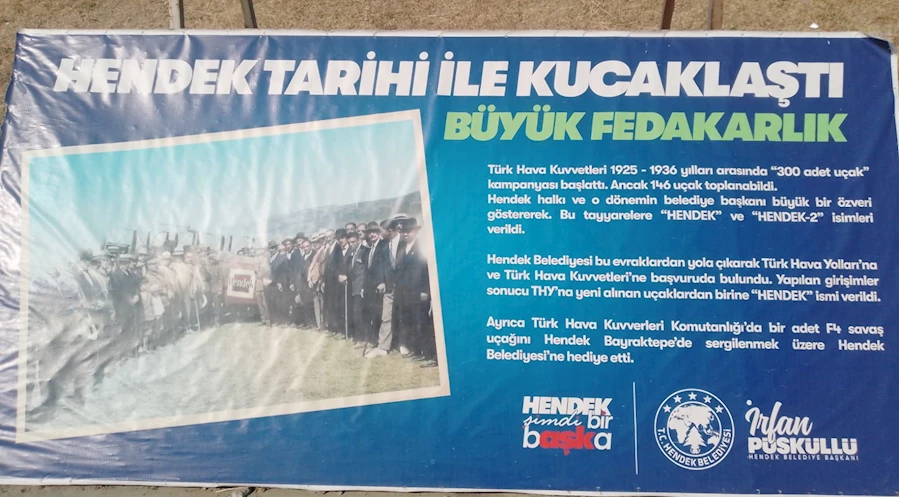 HENDEK TARİHİ İLE KUCAKLAŞTI
BÜYÜK FEDAKARLIK
Türk Hava Kuvvetleri 1925 - 1936 yılları arasında "300 adet uçak"
kampanyası başlattı. Ancak 146 uçak toplanabildi.
Hendek halkı ve o dönemin belediye başkanı büyük bir özveri
göstererek. Bu tayyarelere "HENDEK" ve "HENDEK-2" isimleri
verildi.
Hendek Belediyesi bu evraklardan yola çıkarak Türk Hava Yolları'na
ve Türk Hava Kuvvetleri'ne başvuruda bulundu. Yapılan girişimler
sonucu THY'na yeni alınan uçaklardan birine "HENDEK" ismi verildi.
Ayrıca Türk Hava Kuvverleri Komutanlığı'da bir adet F4 savaş
uçağını Hendek Bayraktepe'de sergilenmek üzere Hendek
Belediyesi'ne hediye etti.
Hendek
HENDEK
şimdi bir
başka
T.C. HENDEK BELEDİYESİ
İrfan
PÜSKÜLLÜ
HENDEK BELEDİYE BAŞKANI